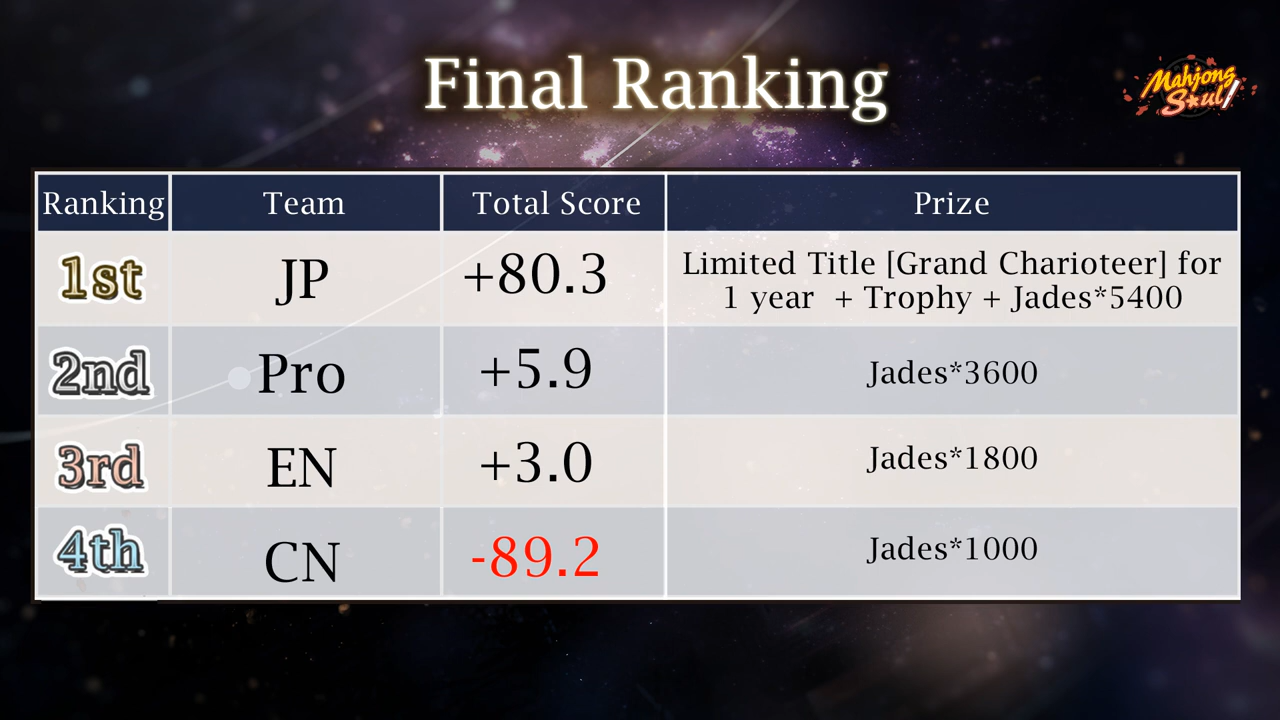 Final Ranking
Mahjong
Soul
Ranking Team Total Score Prize
1st JP +80.3 Limited Title [Grand Charioteer] for
1 year + Trophy + Jades*5400
2nd Pro +5.9 Jades*3600
3rd EN +3.0 Jades*1800
4th CN -89.2 Jades*1000